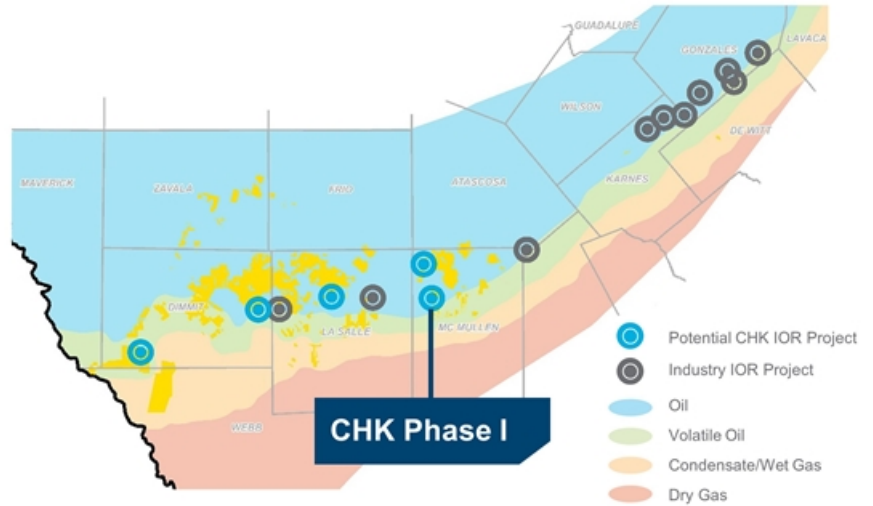 GUADALUPE
GONZALES
LAVACA
WILSON
DE WITT
MAVERICK
ZAVALA
FRIO
ATASCOSA
KARNES
DIMMIT
LA SALLE
MC MULLEN
WEBB
CHK Phase I
Potential CHK IOR Project
Industry IOR Project
Oil
Volatile Oil
Condensate/Wet Gas
Dry Gas